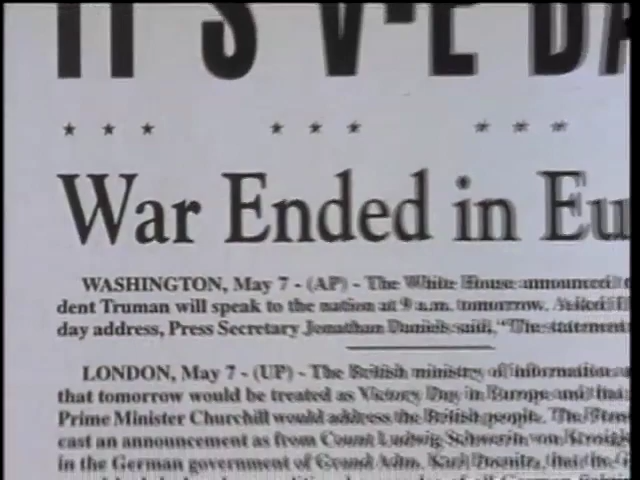 IT'S V-E DA
War Ended in Eu
WASHINGTON, May 7 - (AP) - The White House announced
dent Truman will speak to the nation at 9 a.m. tomorrow.
day address, Press Secretary Jonathan Daniels said, "The statement
LONDON, May 7 - (UP) - The British ministry of information
that tomorrow would be treated as Victory Day in Europe and that
Prime Minister Churchill would address the British people. The
cast an announcement as from Count Ludwig Schwerin von
in the German government of Grand Adm. Karl Doenitz, that the